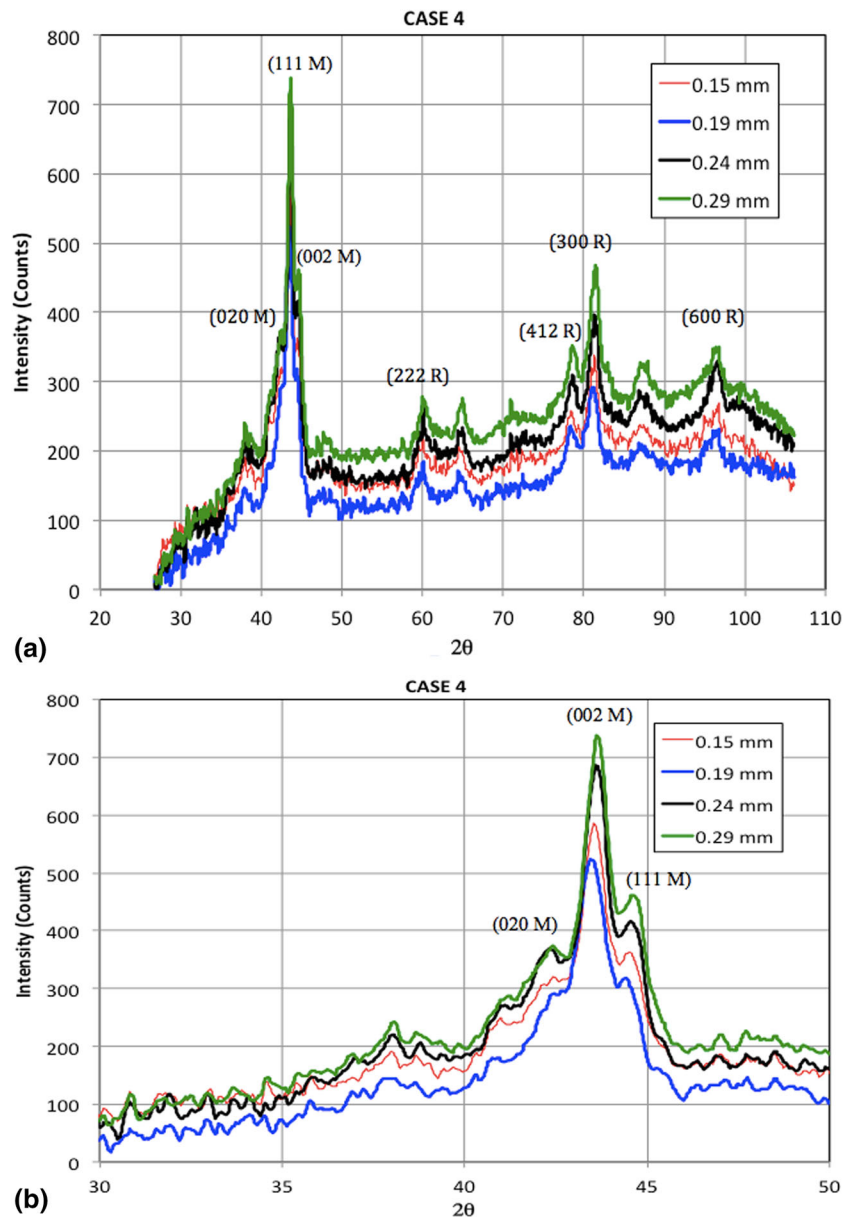 CASE 4
800
700
600
500
400
300
200
100
0
Intensity (Counts)
(111 M)
(002 M)
(020 M)
(222 R)
(412 R)
(300 R)
(600 R)
0.15 mm
0.19 mm
0.24 mm
0.29 mm
20 30 40 50 60 70 80 90 100 110
2θ
(a)
CASE 4
800
700
600
500
400
300
200
100
0
Intensity (Counts)
(002 M)
(111 M)
(020 M)
0.15 mm
0.19 mm
0.24 mm
0.29 mm
30 35 40 45 50
2θ
(b)